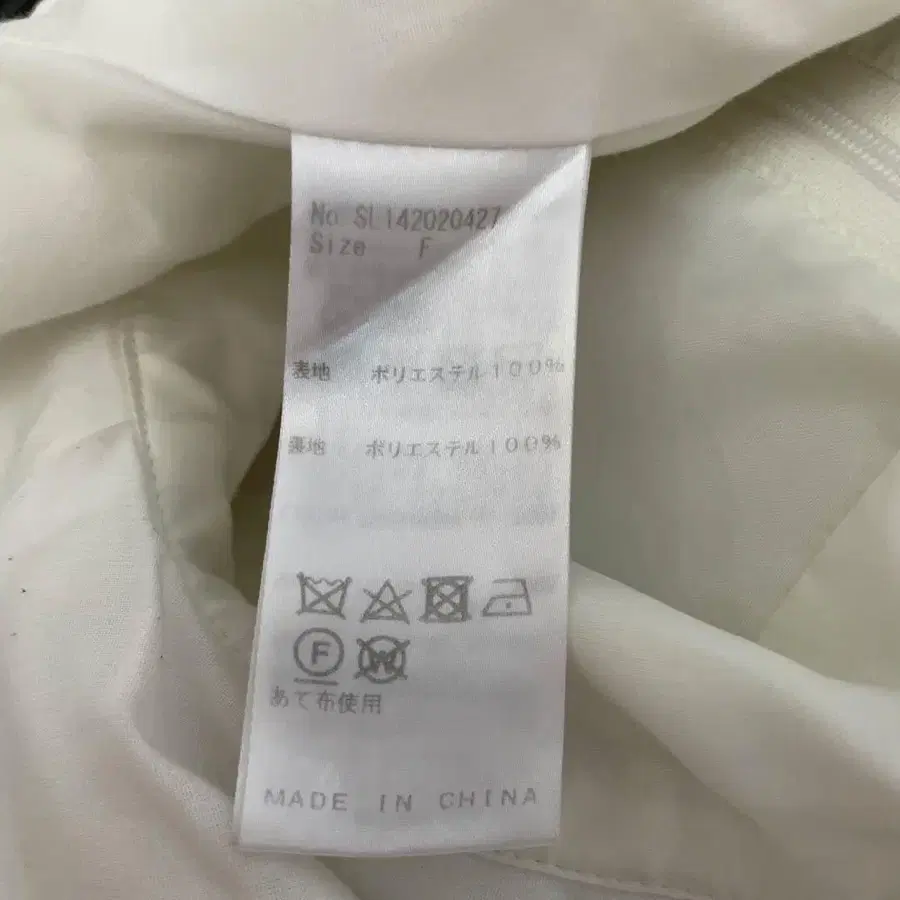 No SL142020427
Size F
表地 ポリエステル100%
裏地 ポリエステル100%
F
W
あて布使用
MADE IN CHINA